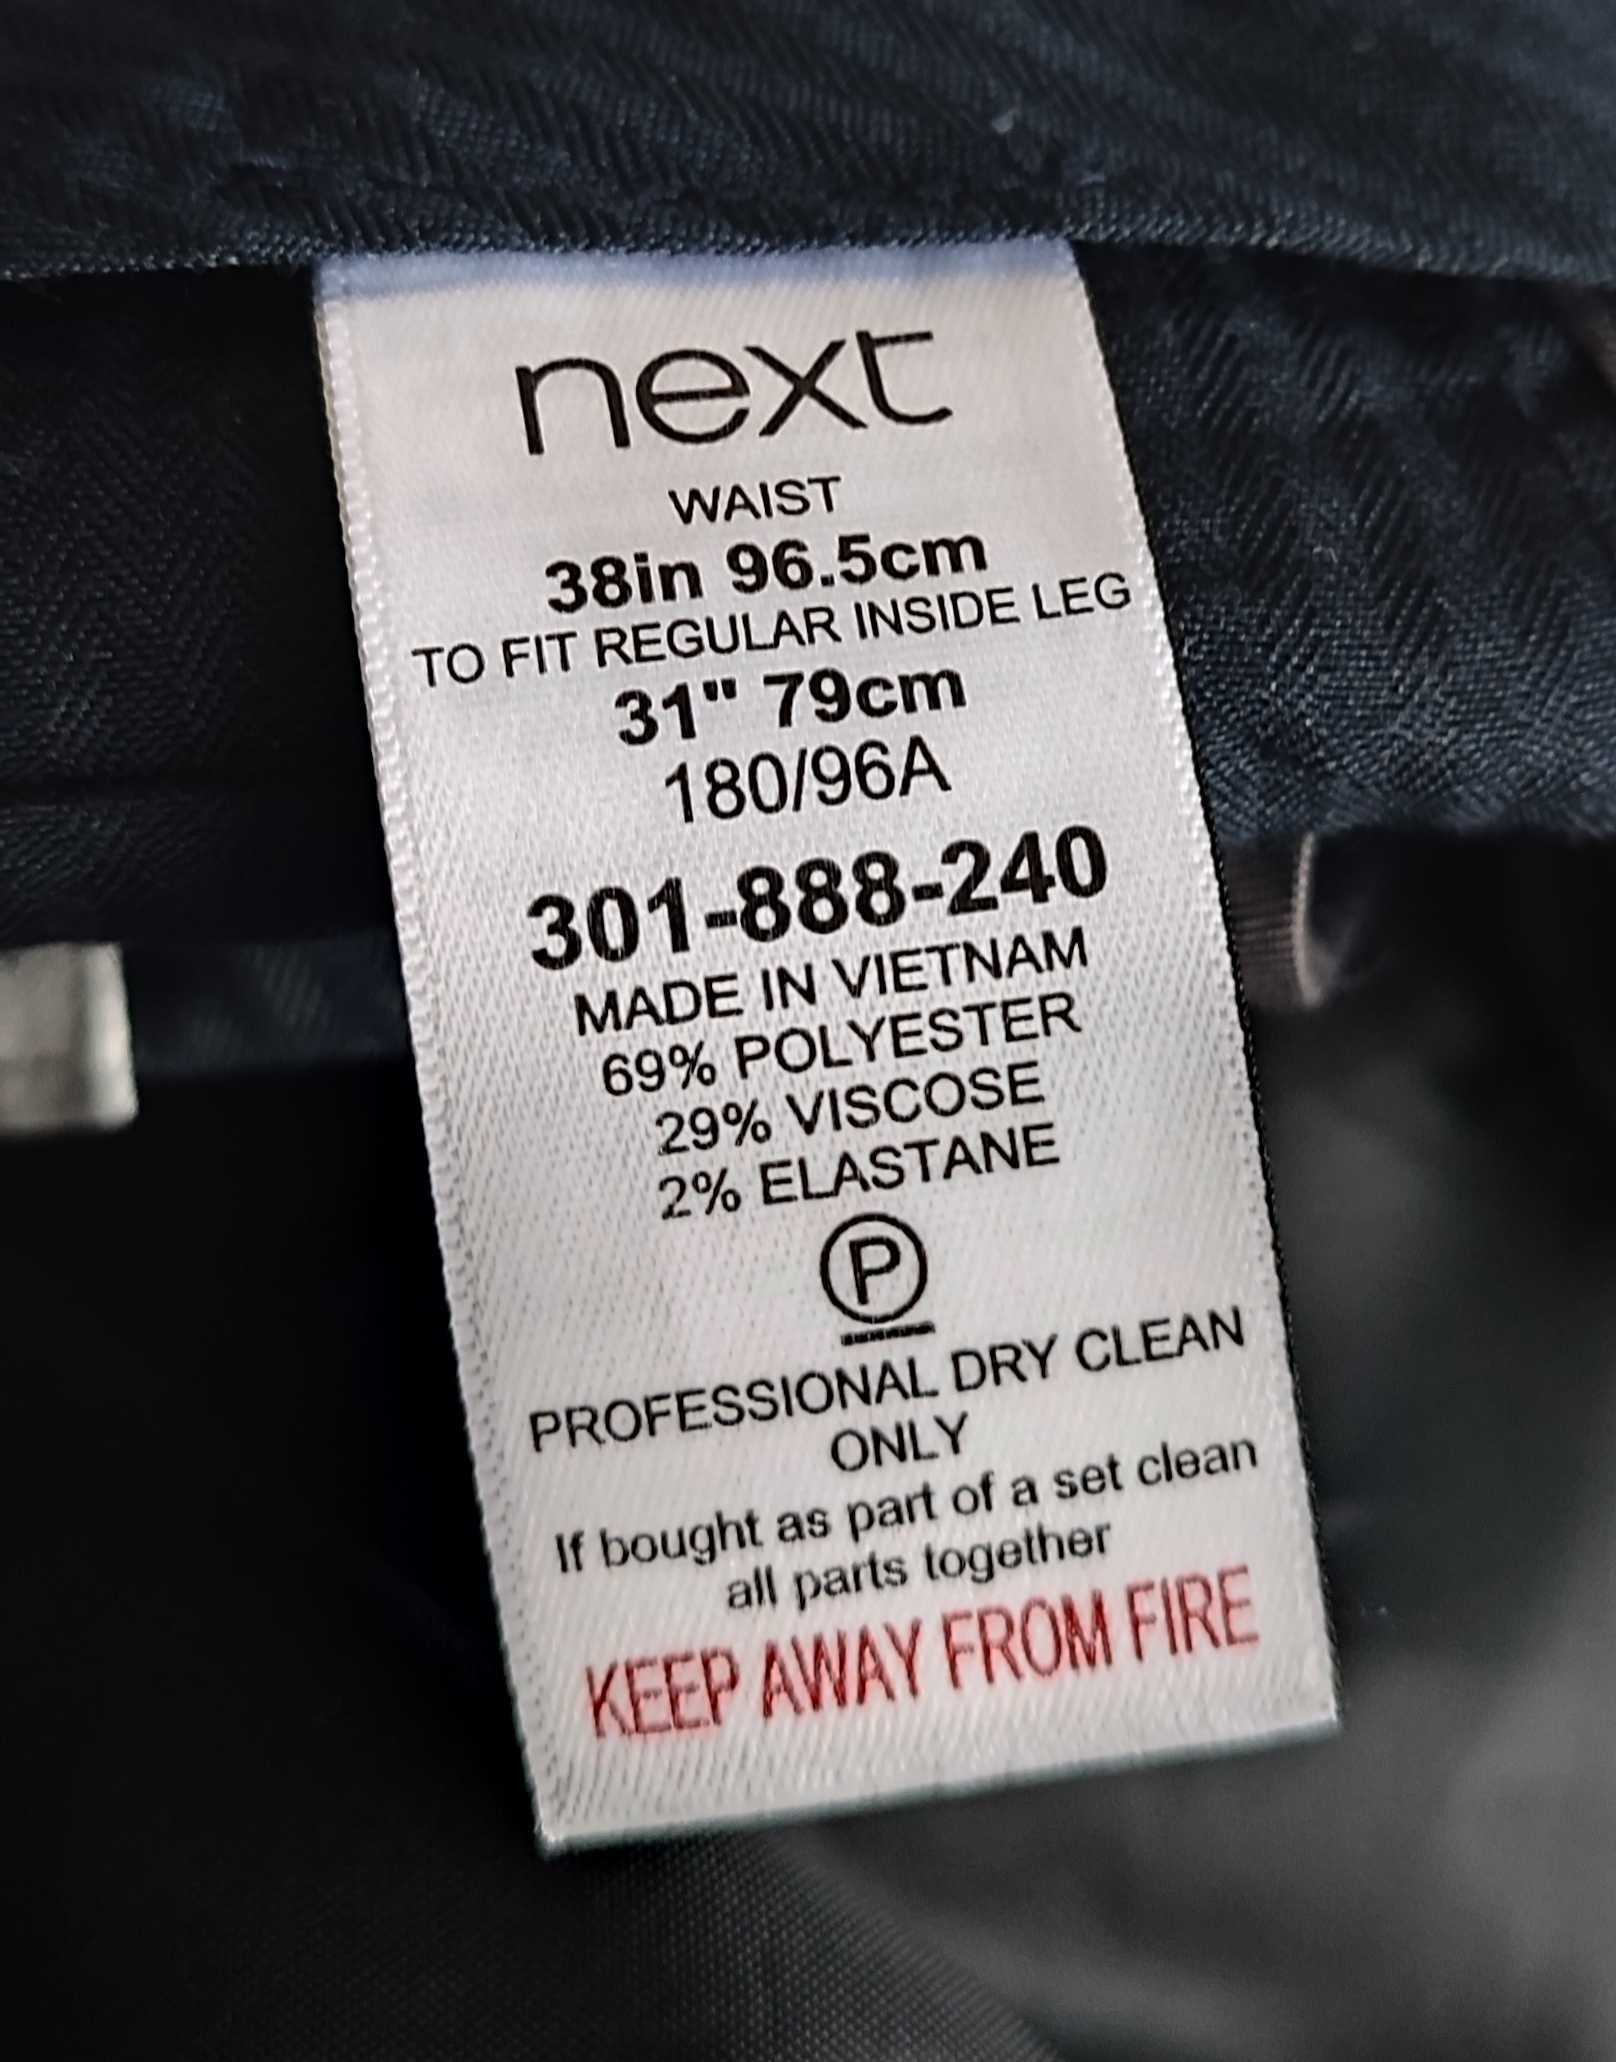 next
WAIST
38in 96.5cm
TO FIT REGULAR INSIDE LEG
31" 79cm
180/96A
301-888-240
MADE IN VIETNAM
69% POLYESTER
29% VISCOSE
2% ELASTANE
P
PROFESSIONAL DRY CLEAN
ONLY
If bought as part of a set clean
all parts together
KEEP AWAY FROM FIRE